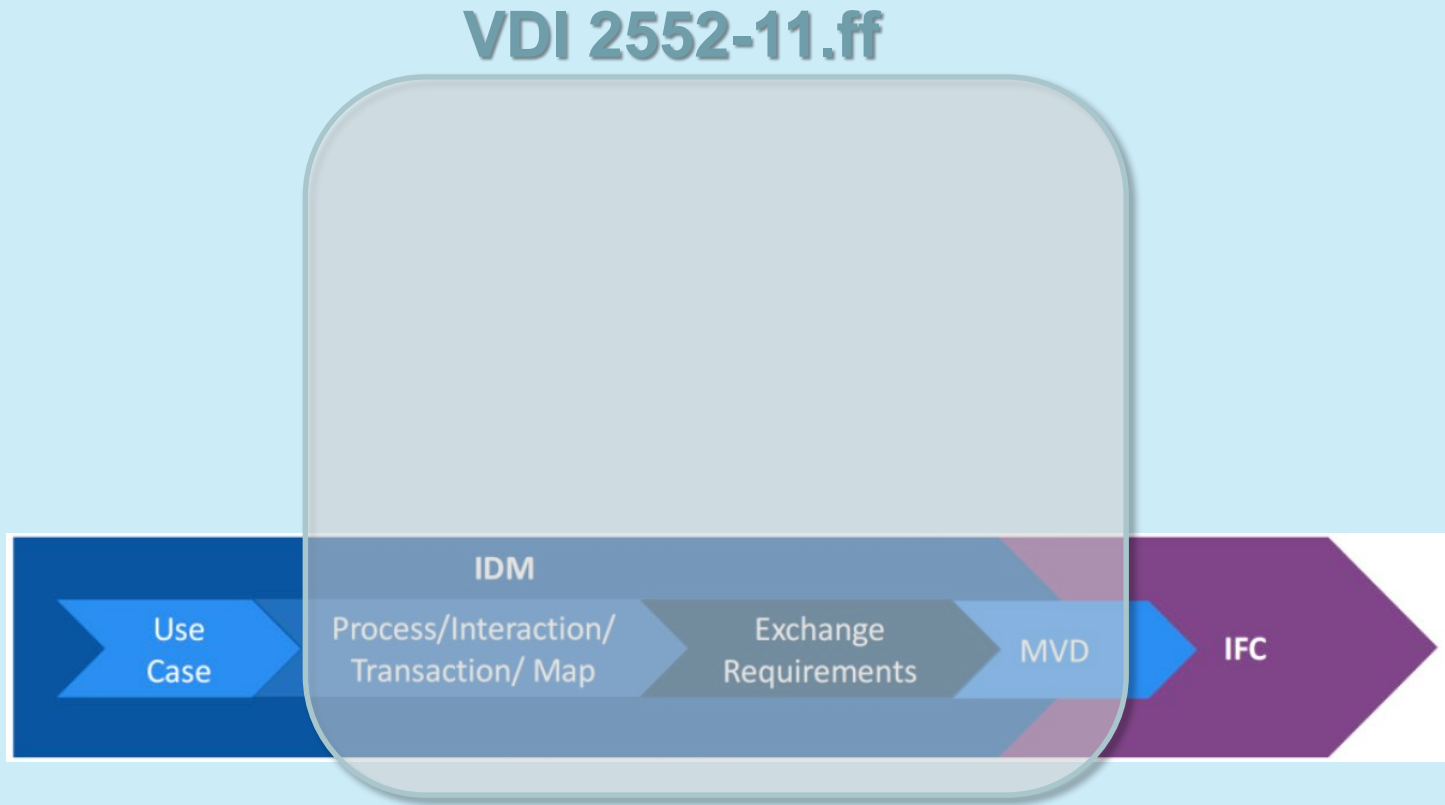 VDI 2552-11.ff
IDM
Use
Case
Process/Interaction/
Transaction/ Map
Exchange
Requirements
MVD
IFC